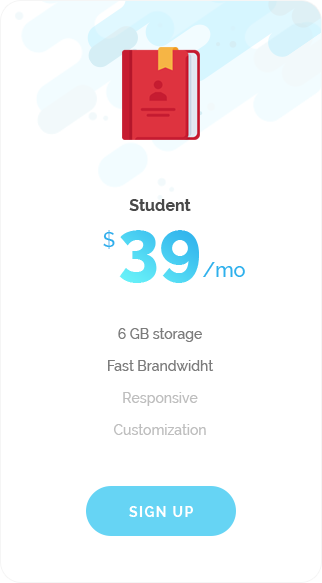 Student
$39/mo
6 GB storage
Fast Brandwidht
Responsive
Customization
SIGN UP